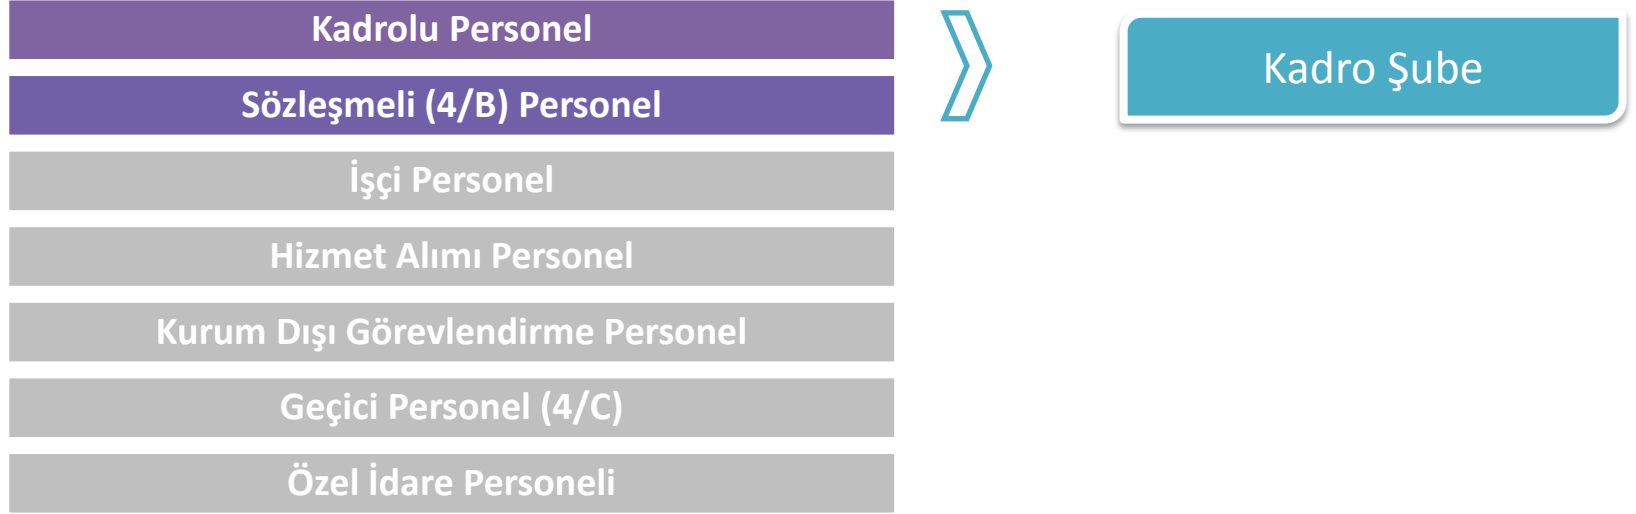 Kadrolu Personel
Sözleşmeli (4/B) Personel
İşçi Personel
Hizmet Alımı Personel
Kurum Dışı Görevlendirme Personel
Geçici Personel (4/C)
Özel İdare Personeli
Kadro Şube